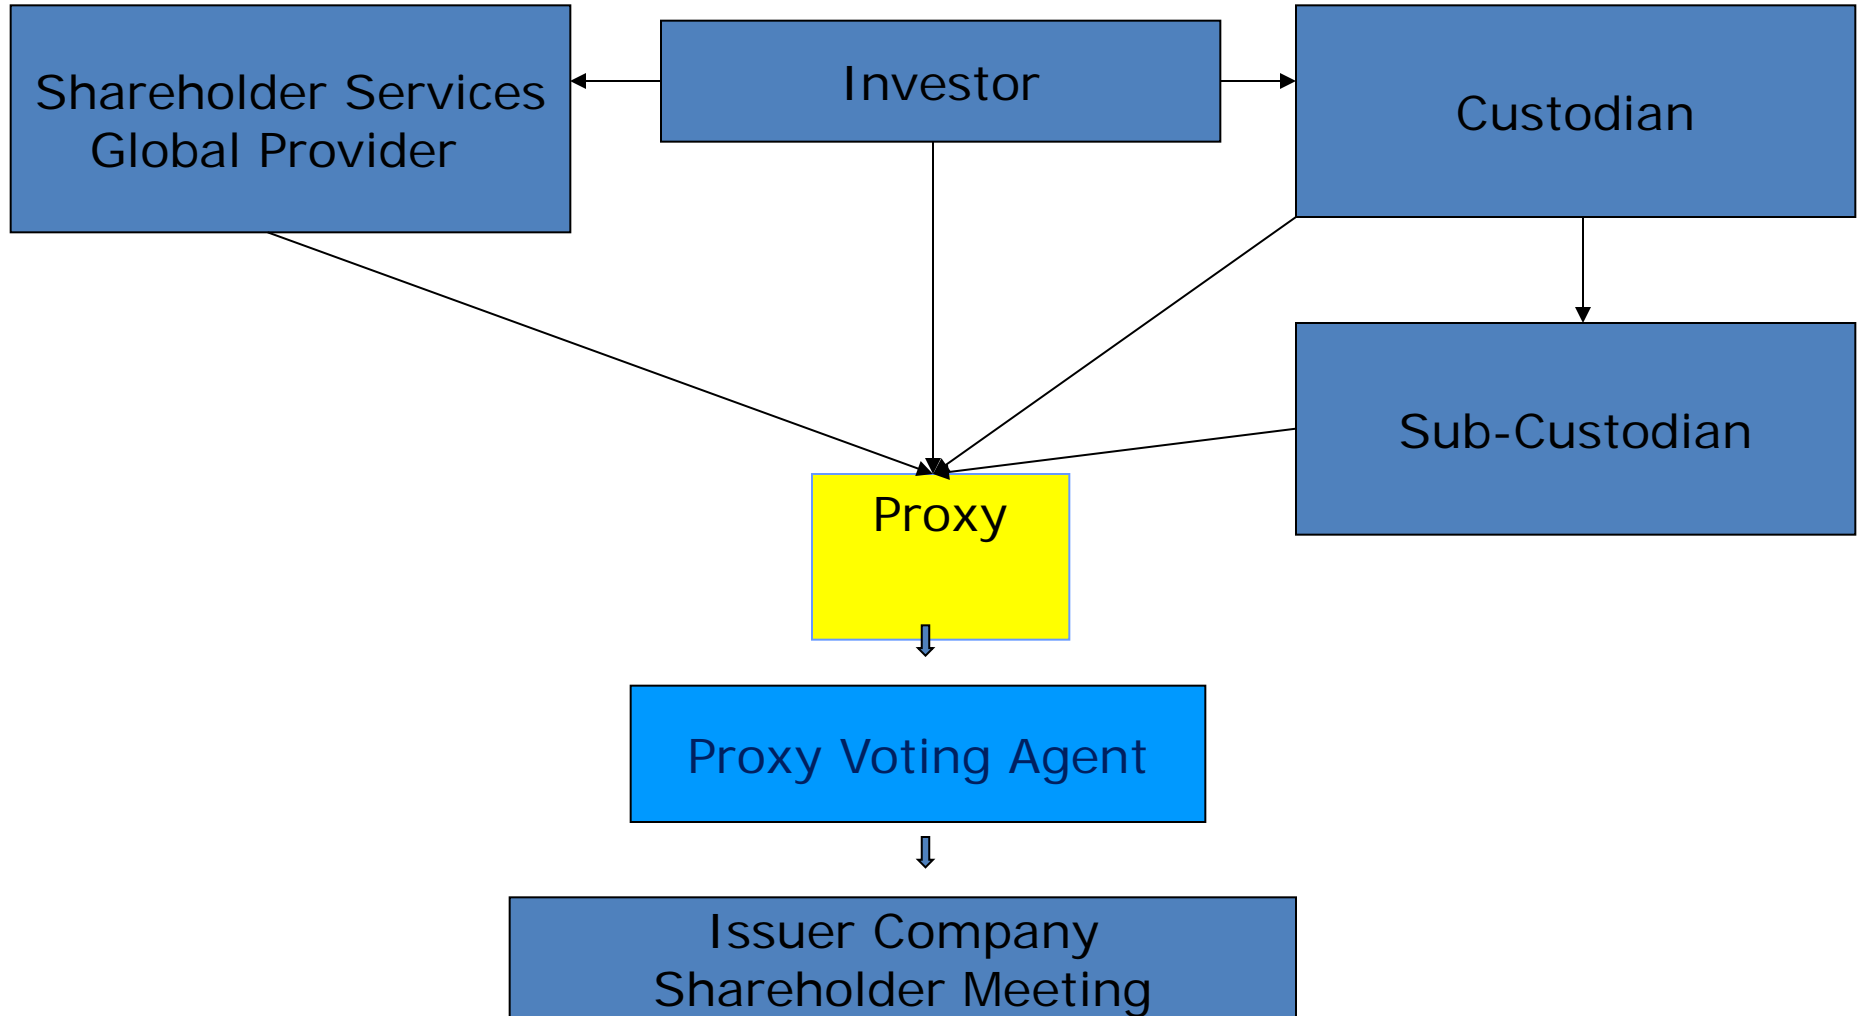 Shareholder Services
Global Provider
Investor
Custodian
Sub-Custodian
Proxy
Proxy Voting Agent
Issuer Company
Shareholder Meeting